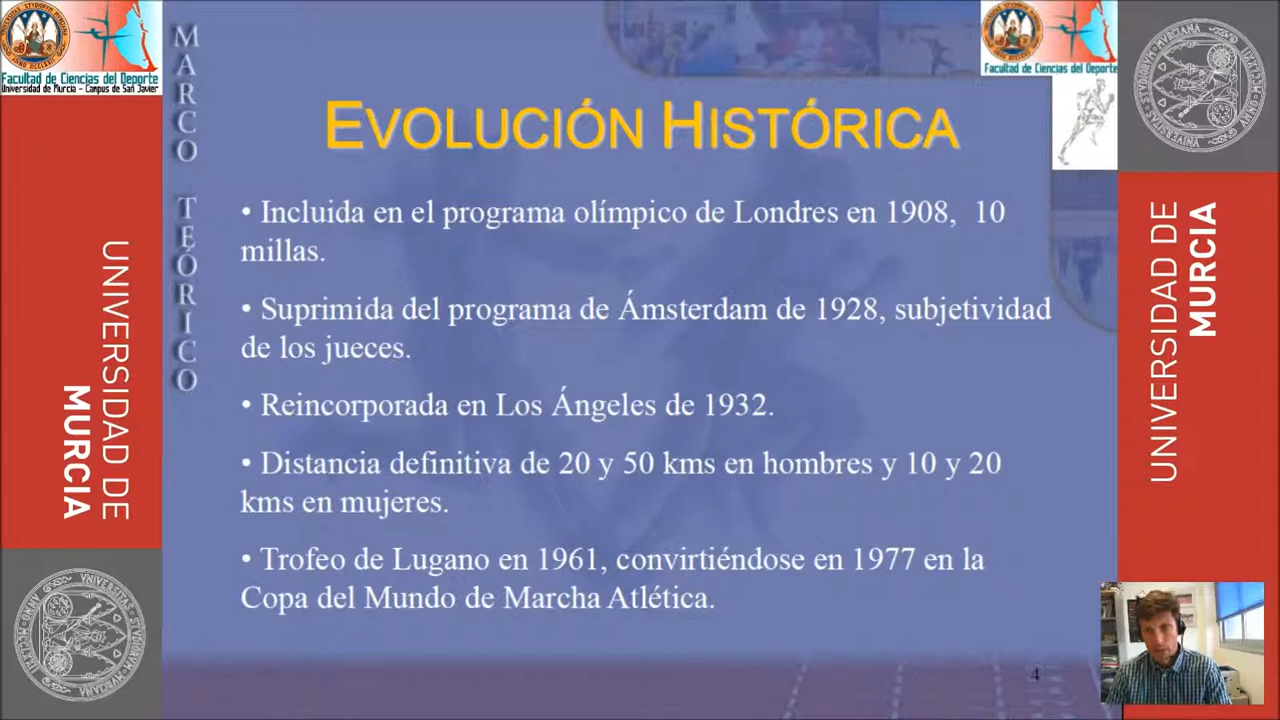 Facultad de Ciencias del Deporte
Universidad de Murcia - Campus de San Javier
Facultad de Ciencias del Deporte
MARCO TEÓRICO
EVOLUCIÓN HISTÓRICA
• Incluida en el programa olímpico de Londres en 1908, 10
millas.
• Suprimida del programa de Ámsterdam de 1928, subjetividad
de los jueces.
• Reincorporada en Los Ángeles de 1932.
• Distancia definitiva de 20 y 50 kms en hombres y 10 y 20
kms en mujeres.
• Trofeo de Lugano en 1961, convirtiéndose en 1977 en la
Copa del Mundo de Marcha Atlética.
4
UNIVERSIDAD DE
MURCIA
UNIVERSIDAD DE
MURCIA